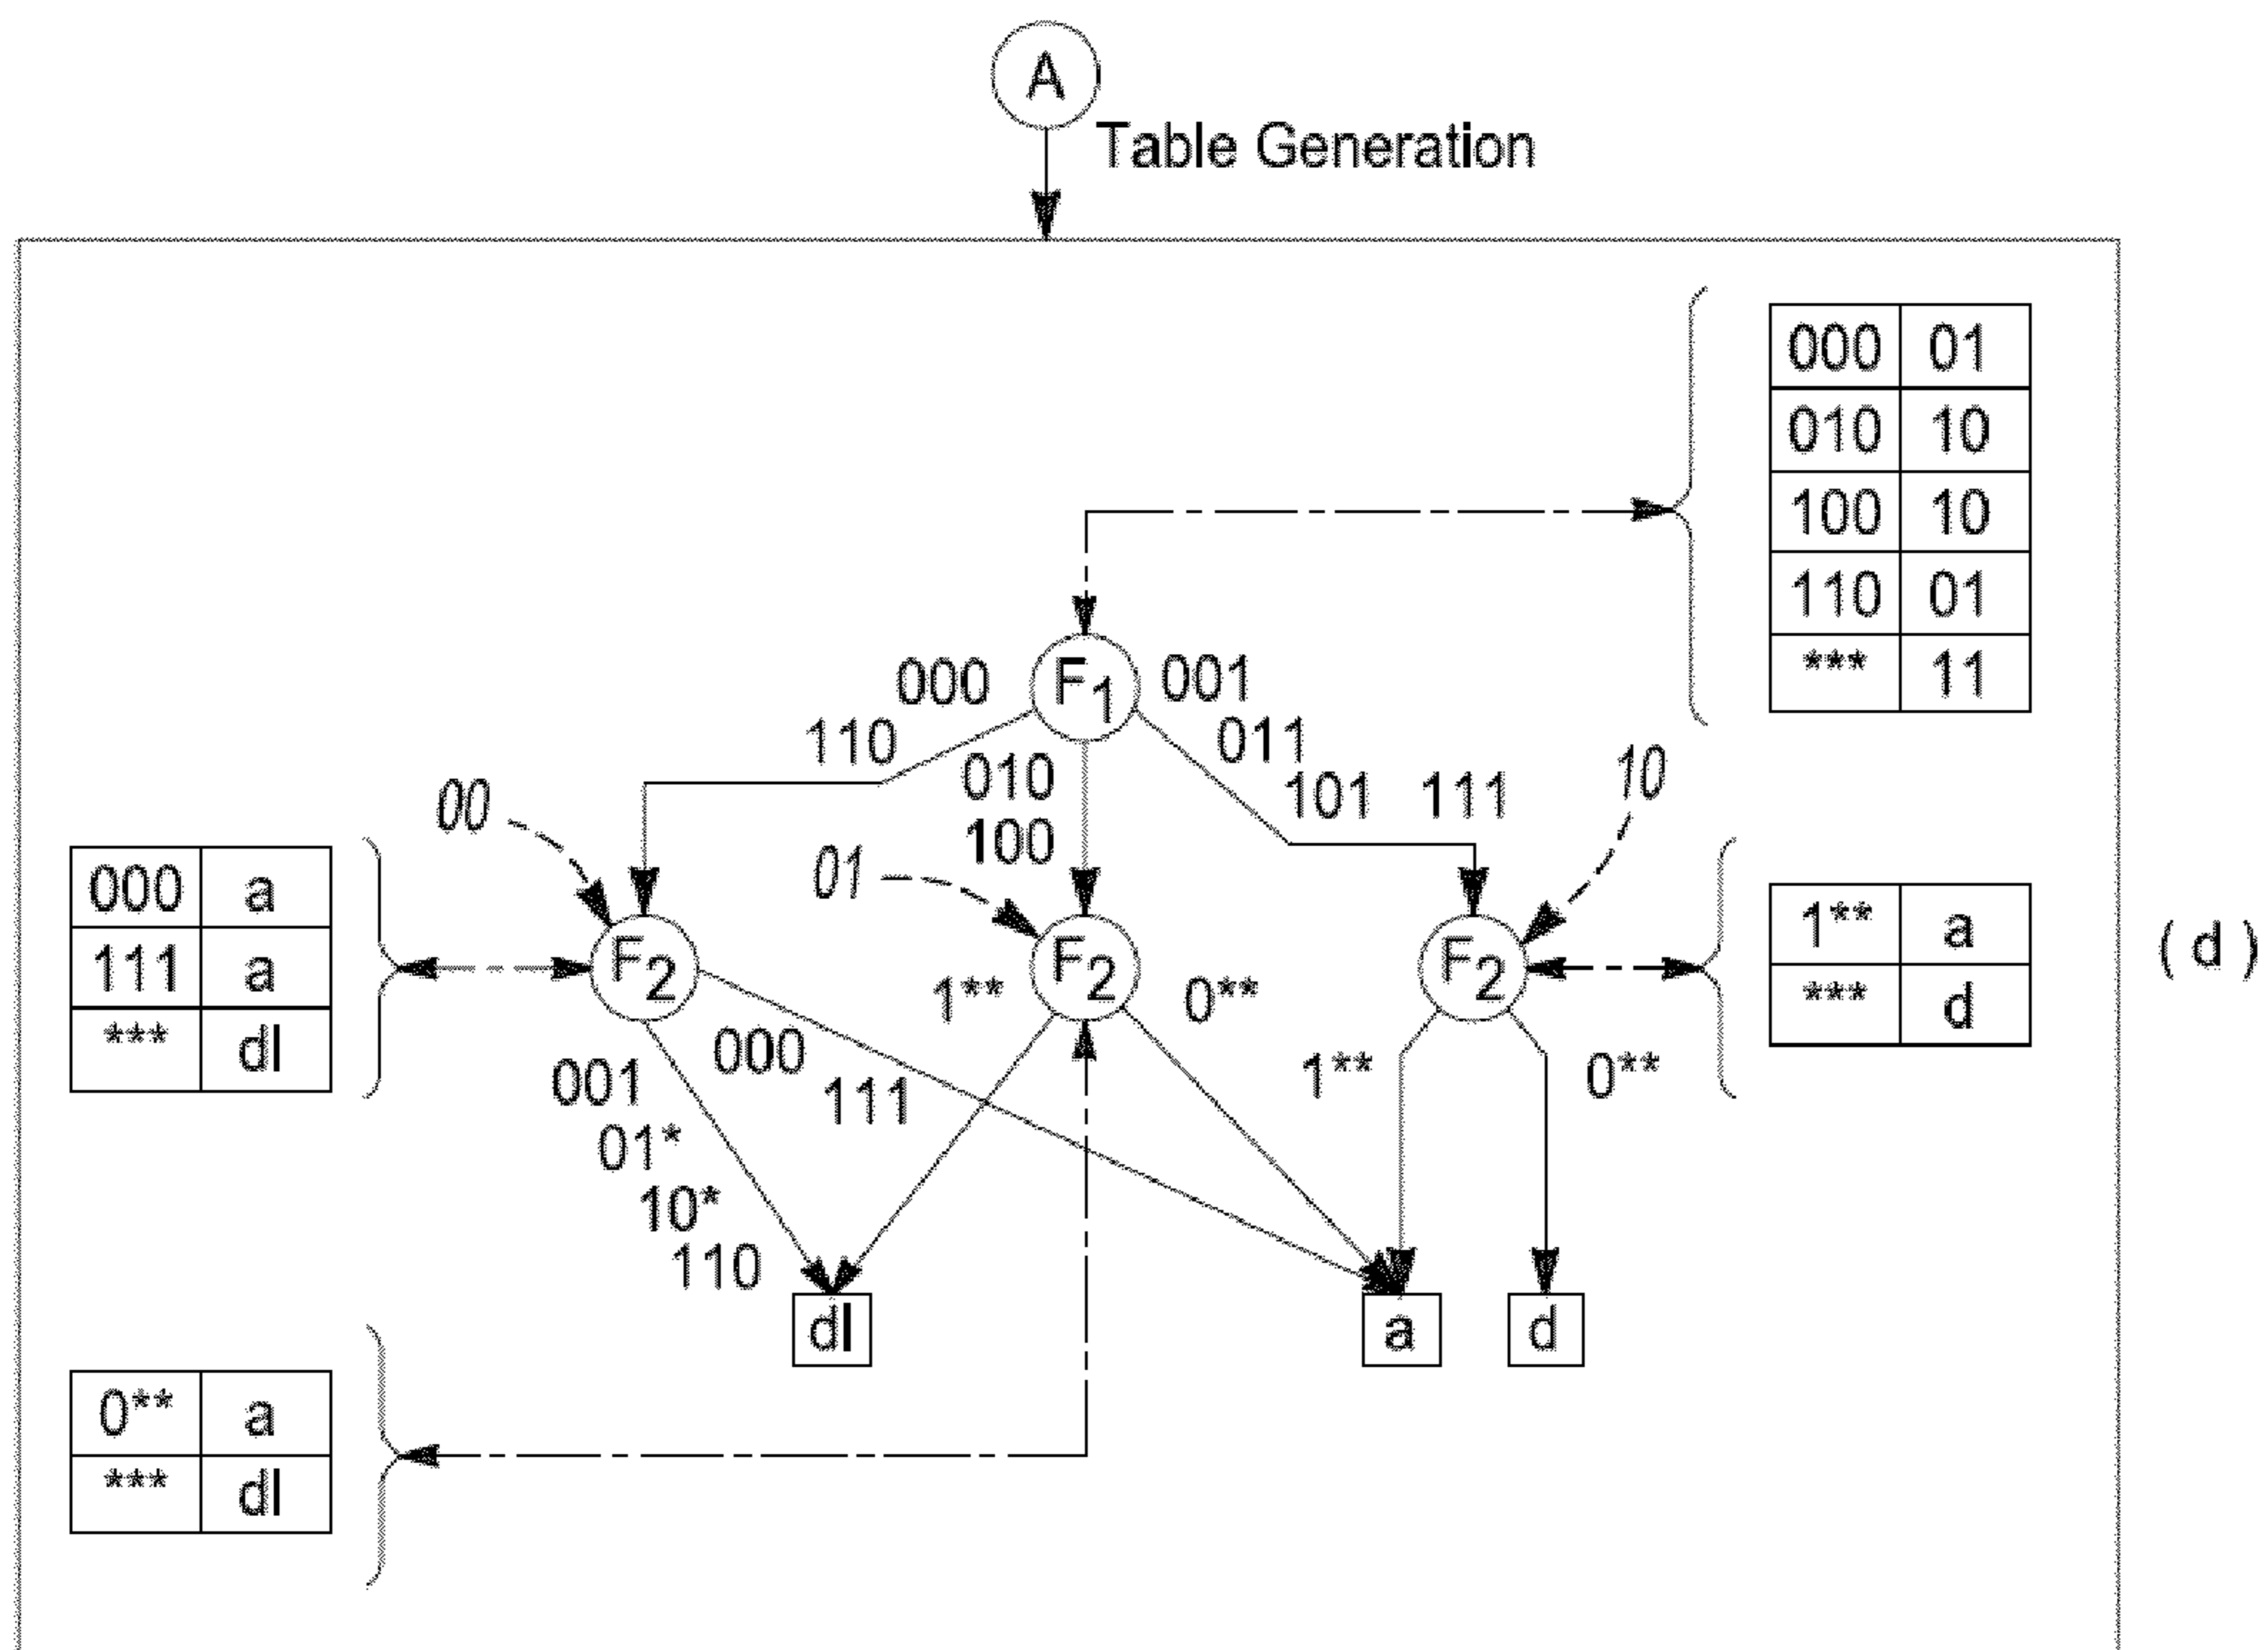 A
Table Generation
000 01
010 10
100 10
110 01
*** 11
F1
000
110
010
100
001
011
101 111
00
01
10
000 a
111 a
*** dl
F2
F2
F2
1** a
*** d
( d )
001
01*
10*
110
000
111
1**
0**
1**
0**
dl
a
d
0** a
*** dl